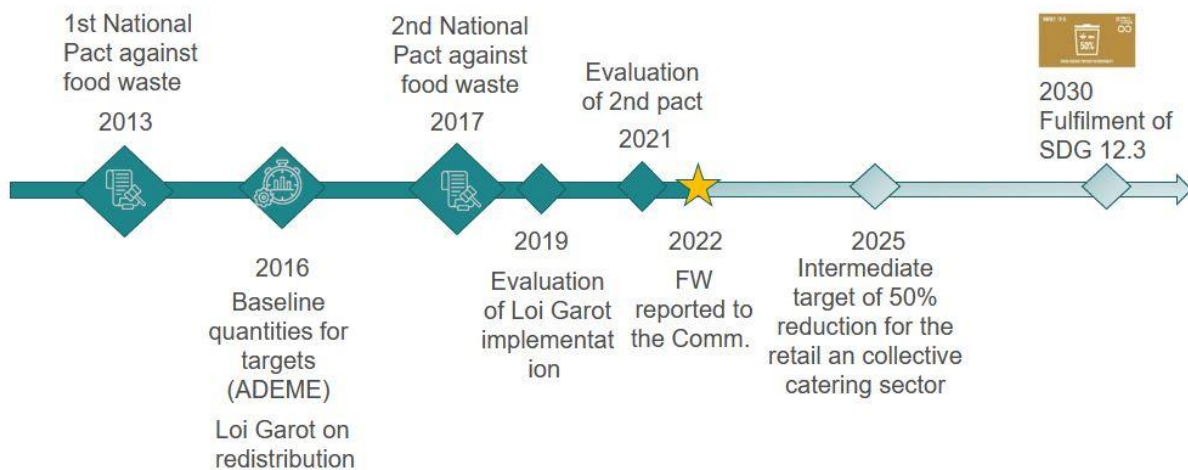 1st National
Pact against
food waste
2013
2016
Baseline
quantities for
targets
(ADEME)
Loi Garot on
redistribution
2nd National
Pact against
food waste
2017
2019
Evaluation
of Loi Garot
implementat
ion
Evaluation
of 2nd pact
2021
2022
FW
reported to
the Comm.
2025
Intermediate
target of 50%
reduction for the
retail an collective
catering sector
50%
2030
Fulfilment of
SDG 12.3